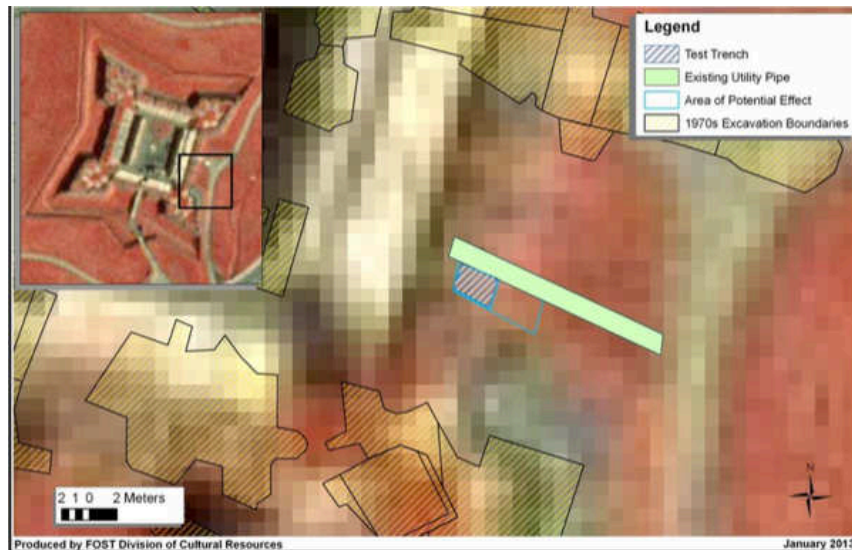 Legend
Test Trench
Existing Utility Pipe
Area of Potential Effect
1970s Excavation Boundaries
N
2 1 0 2 Meters
Produced by FOST Division of Cultural Resources January 2013